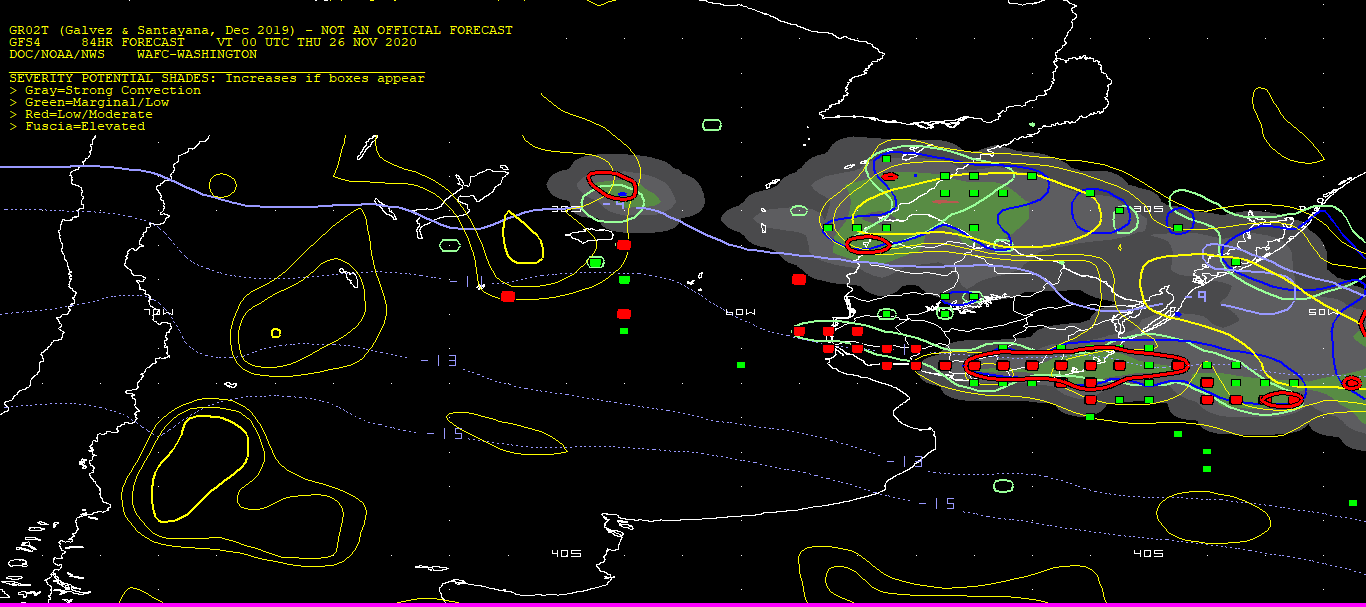 GR02T (Galvez & Santayana, Dec 2019) - NOT AN OFFICIAL FORECAST
GFS4 84HR FORECAST VT 00 UTC THU 26 NOV 2020
DOC/NOAA/NWS WAFC-WASHINGTON
SEVERITY POTENTIAL SHADES: Increases if boxes appear
> Gray=Strong Convection
> Green=Marginal/Low
> Red=Low/Moderate
> Fuscia=Elevated
30S
-9
30S
-9
70W
60W
50W
-13
-15
-13
-15
40S
40S